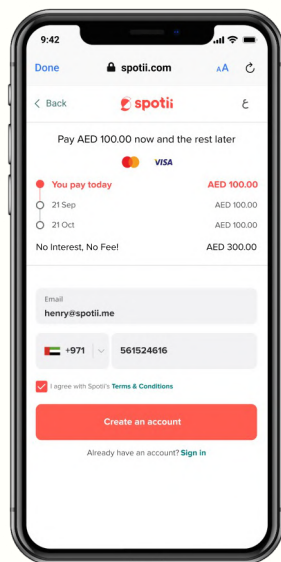 9:42
Done spotii.com AA
Back spotii ع
Pay AED 100.00 now and the rest later
VISA
You pay today AED 100.00
21 Sep AED 100.00
21 Oct AED 100.00
No Interest, No Fee! AED 300.00
Email
henry@spotii.me
+971 561524616
I agree with Spotii's Terms & Conditions
Create an account
Already have an account? Sign in